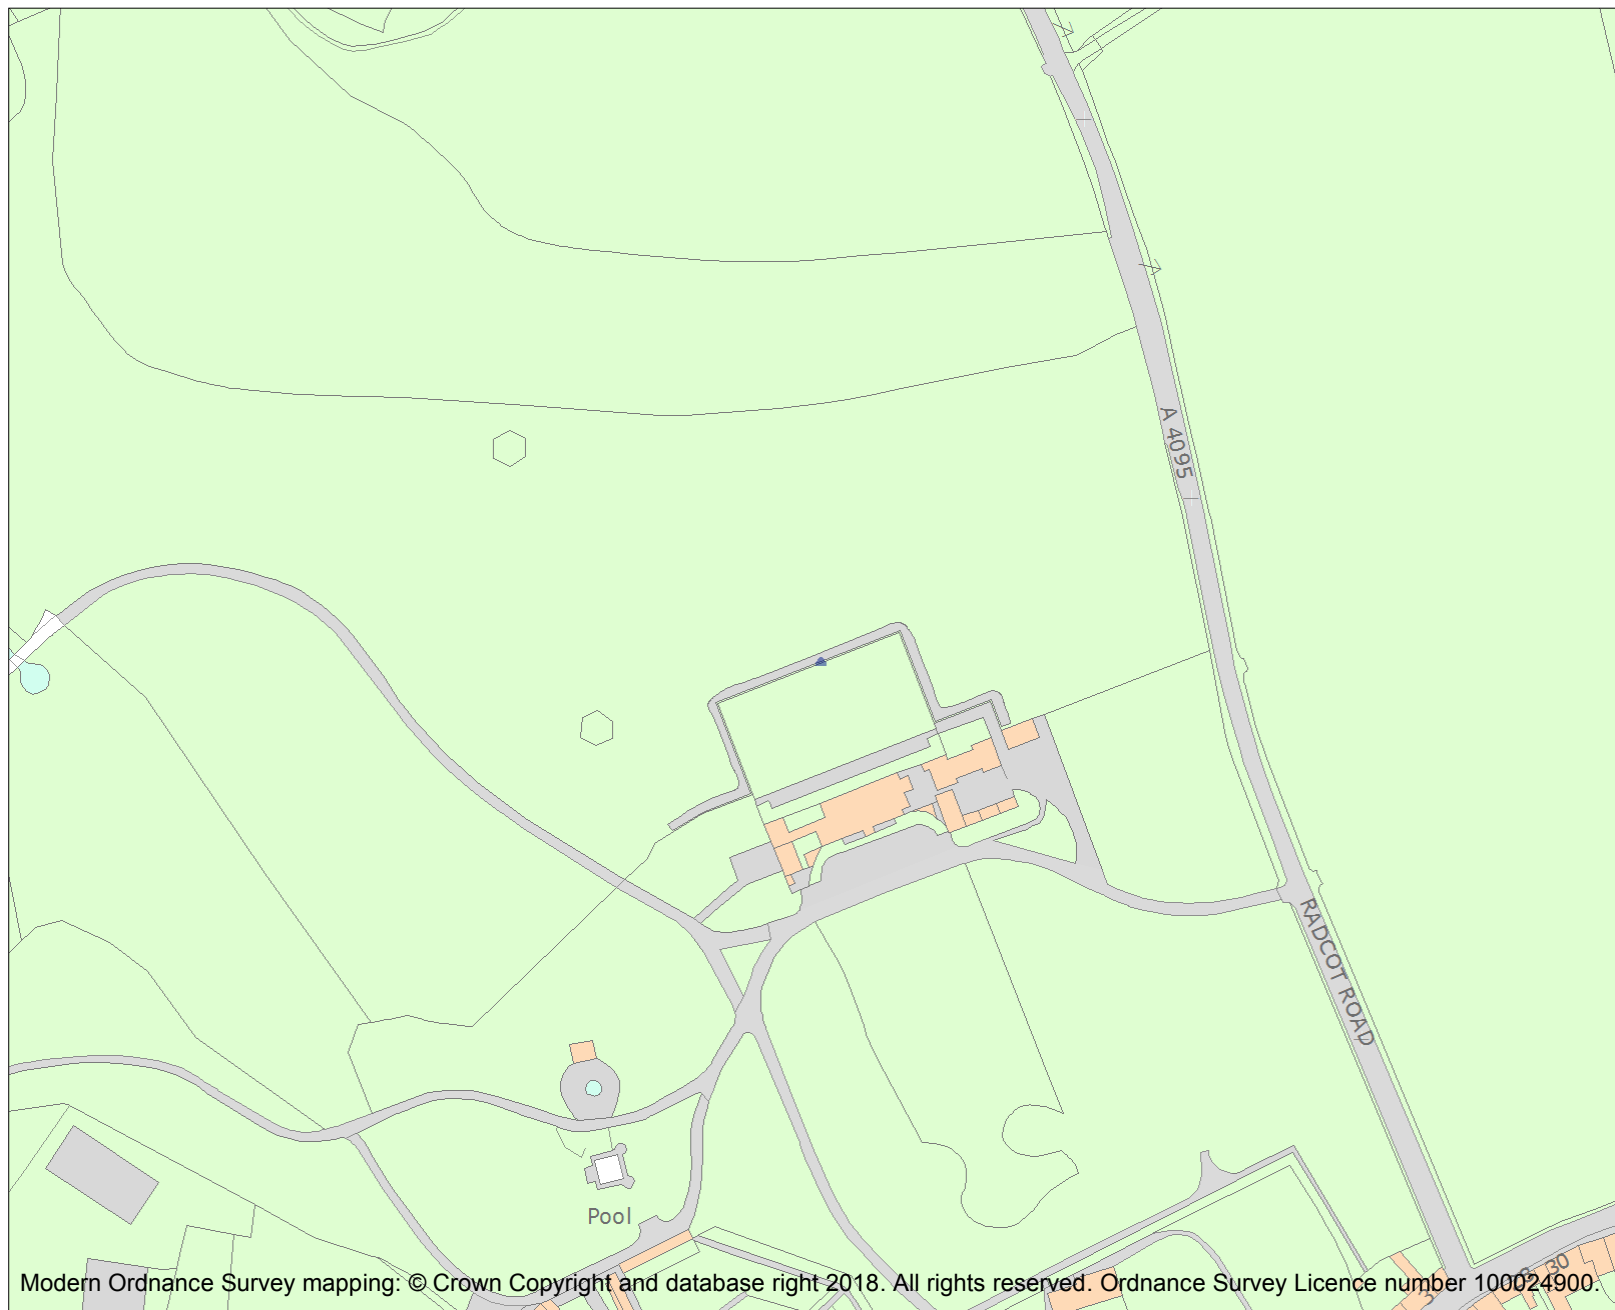 A 4095
RADCOT ROAD
Pool
30
Modern Ordnance Survey mapping: © Crown Copyright and database right 2018. All rights reserved. Ordnance Survey Licence number 100024900.